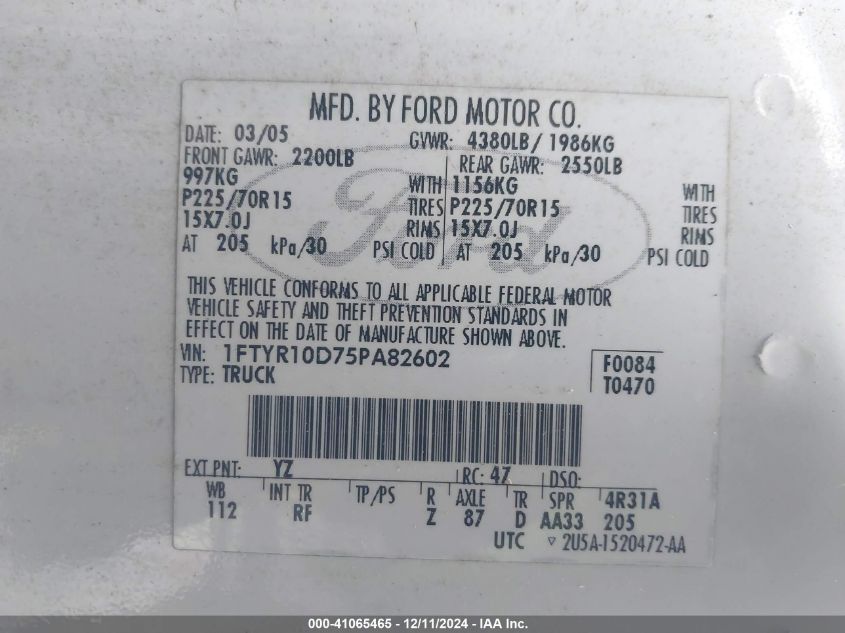 MFD. BY FORD MOTOR CO.
DATE: 03/05 GVWR: 4380LB/ 1986KG
FRONT GAWR: 2200LB REAR GAWR: 2550LB
997KG WITH 1156KG WITH
P225/70R15 TIRES P225/70R15 TIRES
15X7.0J RIMS 15X7.0J RIMS
AT 205 kPa/30 PSI COLD AT 205 kPa/30 PSI COLD
Ford
THIS VEHICLE CONFORMS TO ALL APPLICABLE FEDERAL MOTOR
VEHICLE SAFETY AND THEFT PREVENTION STANDARDS IN
EFFECT ON THE DATE OF MANUFACTURE SHOWN ABOVE.
VIN: 1FTYR10D75PA82602 F0084
TYPE: TRUCK T0470
EXT PNT: YZ RC: 47 DSO:
WB INT TR TP/PS R AXLE TR SPR 4R31A
112 RF Z 87 D AA33 205
UTC ▿ 2U5A-1520472-AA
000-41065465 - 12/11/2024 - IAA Inc.